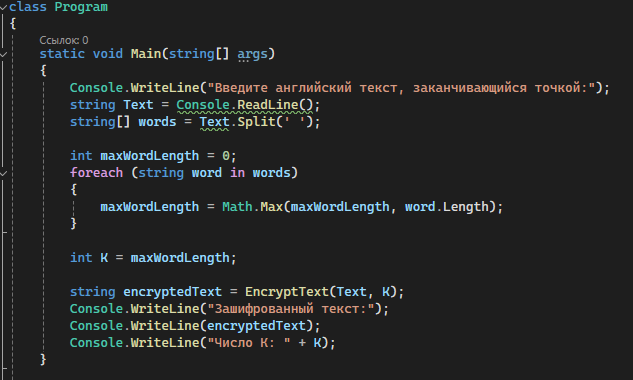 class Program
{
Ссылок: 0
static void Main(string[] args)
{
Console.WriteLine("Введите английский текст, заканчивающийся точкой:");
string Text = Console.ReadLine();
string[] words = Text.Split(' ');
int maxWordLength = 0;
foreach (string word in words)
{
maxWordLength = Math.Max(maxWordLength, word.Length);
}
int K = maxWordLength;
string encryptedText = EncryptText(Text, K);
Console.WriteLine("Зашифрованный текст:");
Console.WriteLine(encryptedText);
Console.WriteLine("Число K: " + K);
}